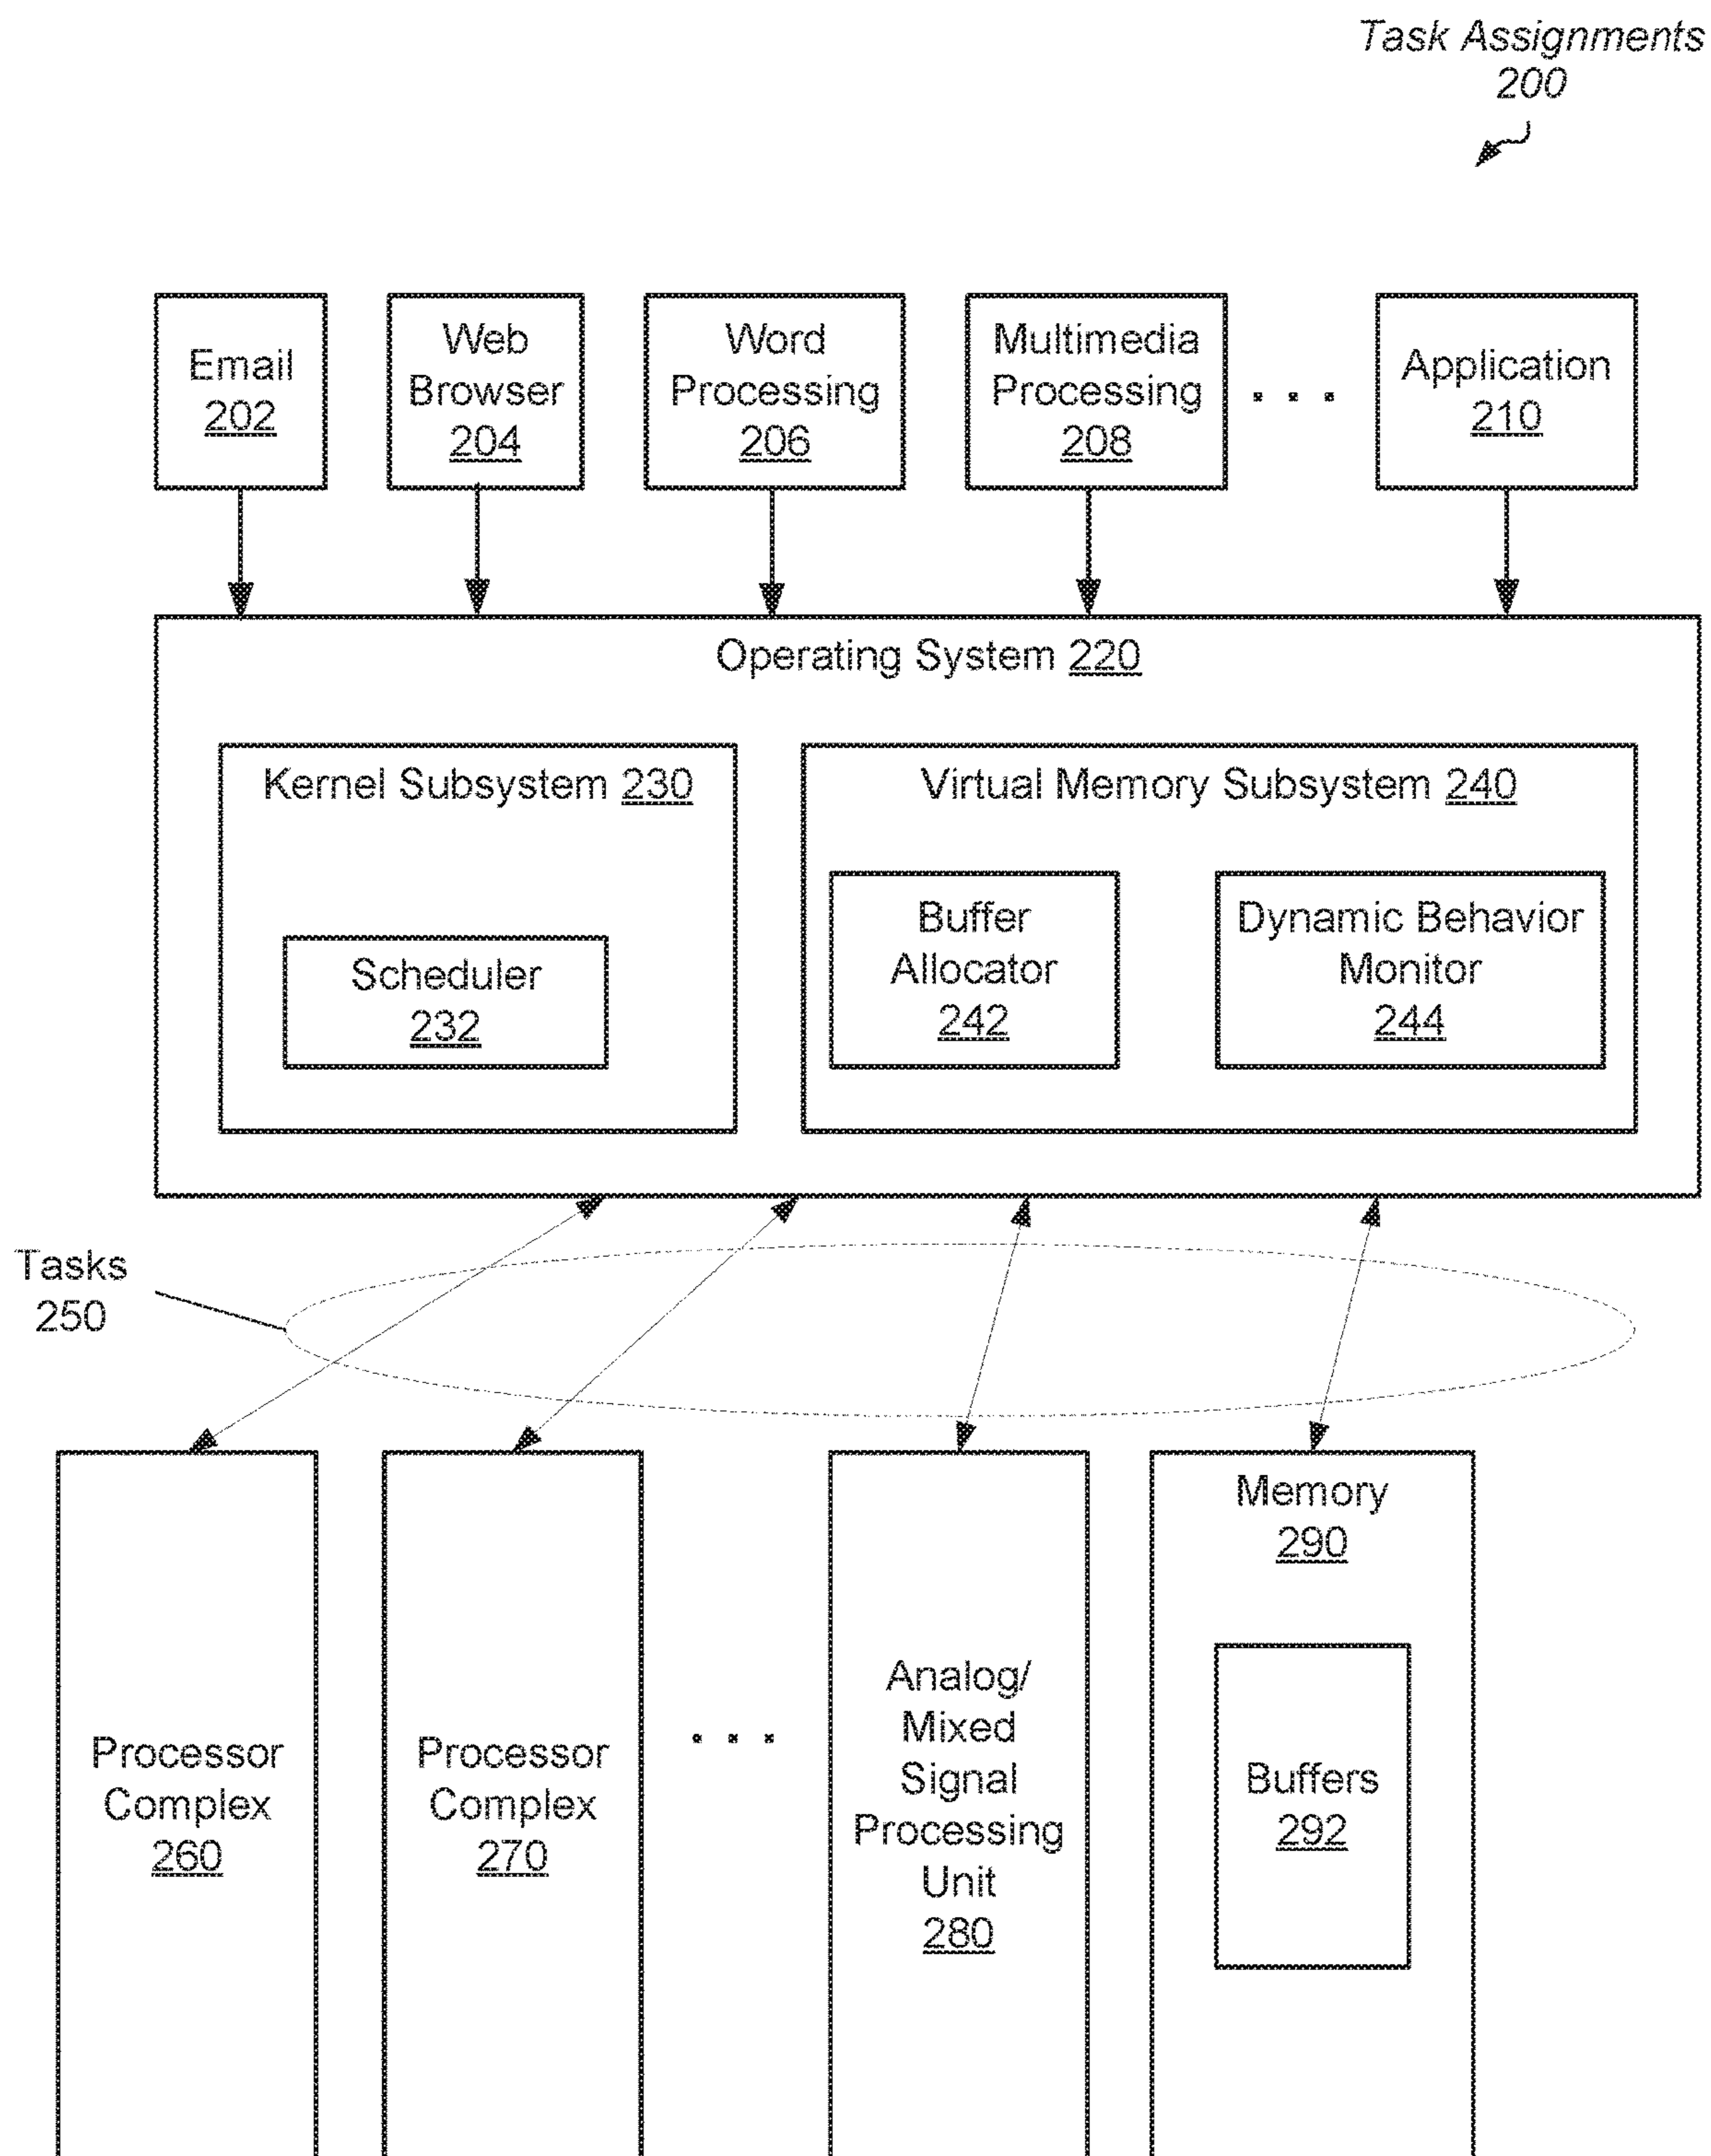 Task Assignments
200
Email
202
Web
Browser
204
Word
Processing
206
Multimedia
Processing
208
. . .
Application
210
Operating System 220
Kernel Subsystem 230
Scheduler
232
Virtual Memory Subsystem 240
Buffer
Allocator
242
Dynamic Behavior
Monitor
244
Tasks
250
Processor
Complex
260
Processor
Complex
270
. . .
Analog/
Mixed
Signal
Processing
Unit
280
Memory
290
Buffers
292